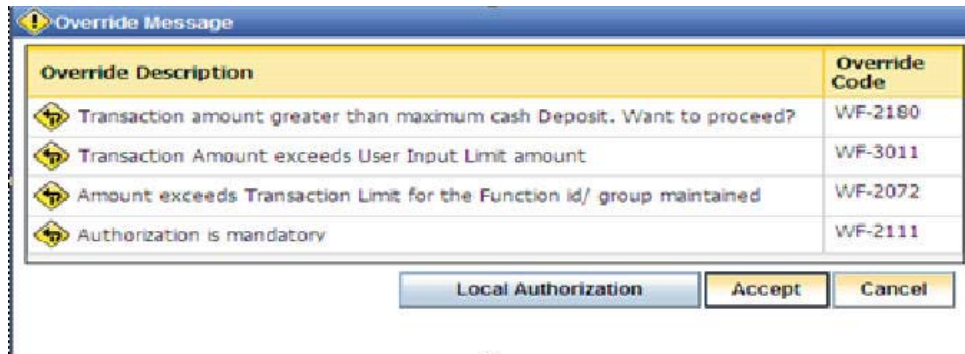 Override Message
Override Description Override Code
Transaction amount greater than maximum cash Deposit. Want to proceed? WF-2180
Transaction Amount exceeds User Input Limit amount WF-3011
Amount exceeds Transaction Limit for the Function id/ group maintained WF-2072
Authorization is mandatory WF-2111
Local Authorization Accept Cancel